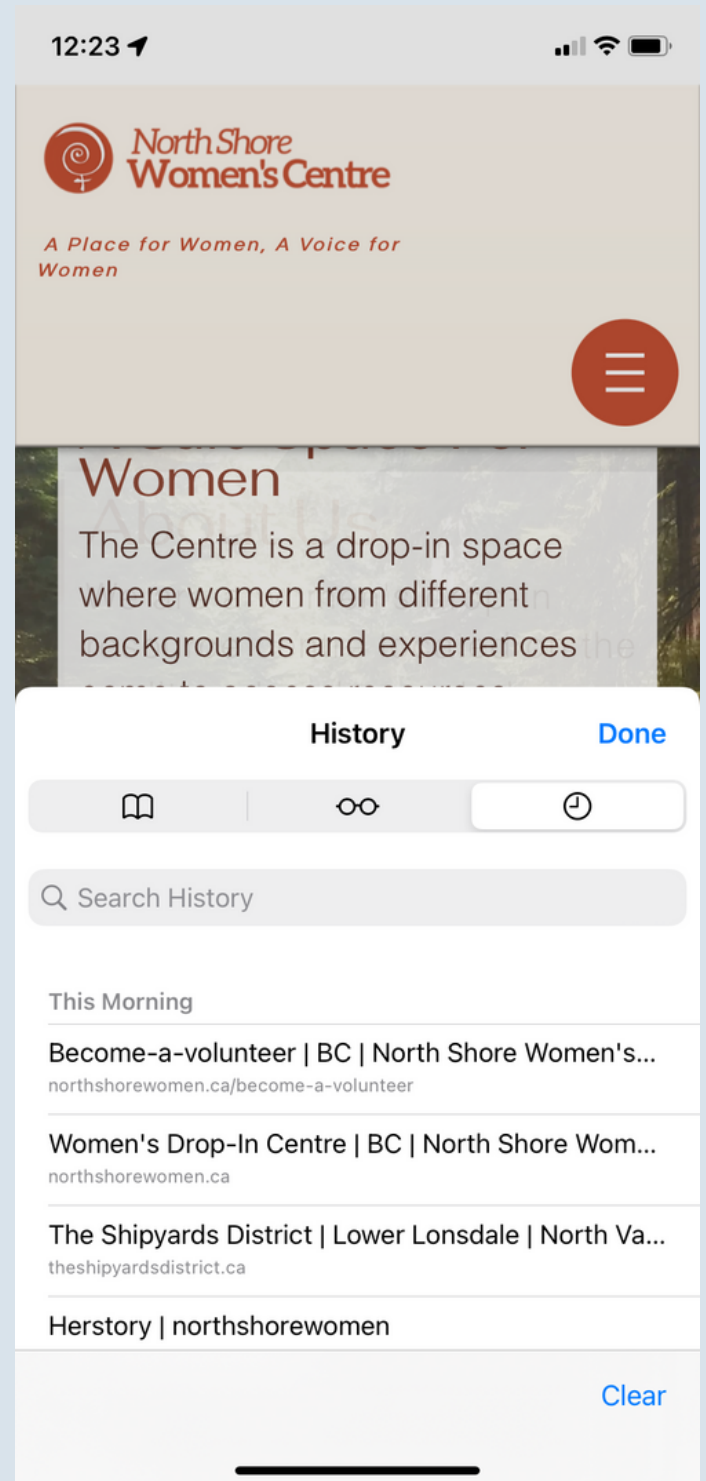 12:23
North Shore
Women's Centre
A Place for Women, A Voice for
Women
Women
About Us
The Centre is a drop-in space
where women from different
backgrounds and experiences the
History
Done
Search History
This Morning
Become-a-volunteer | BC | North Shore Women's...
northshorewomen.ca/become-a-volunteer
Women's Drop-In Centre | BC | North Shore Wom...
northshorewomen.ca
The Shipyards District | Lower Lonsdale | North Va...
theshipyardsdistrict.ca
Herstory | northshorewomen
Clear